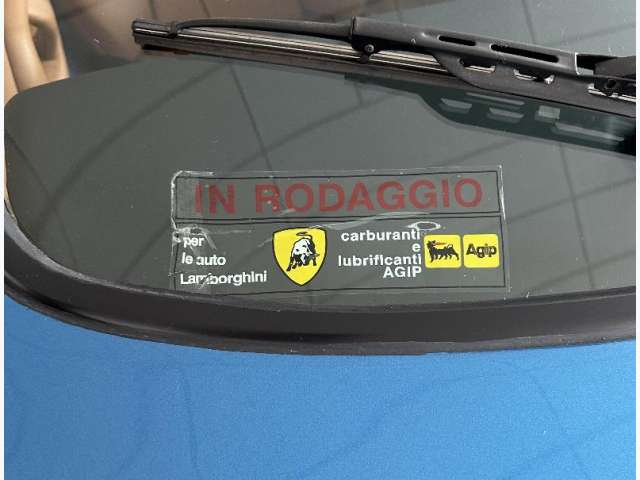 IN RODAGGIO
per
le auto
Lamborghini
carburanti
e
lubrificanti
AGIP
Agip